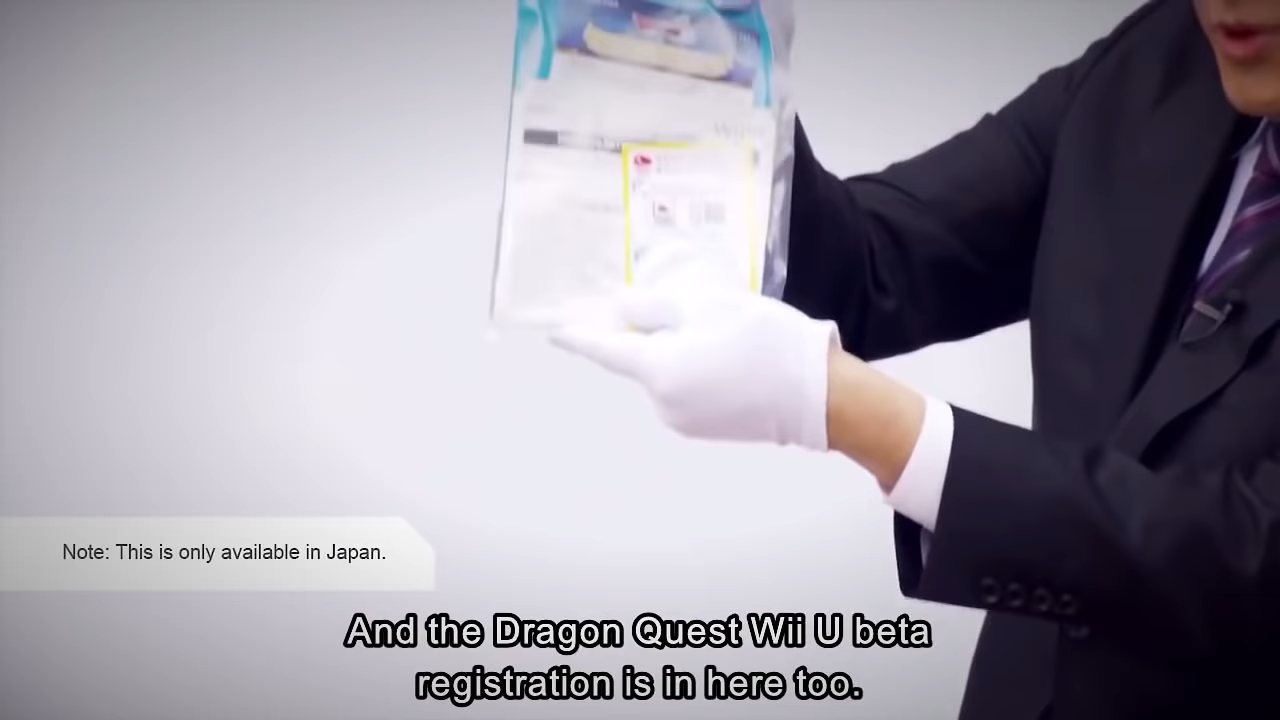 Note: This is only available in Japan.
And the Dragon Quest Wii U beta
registration is in here too.